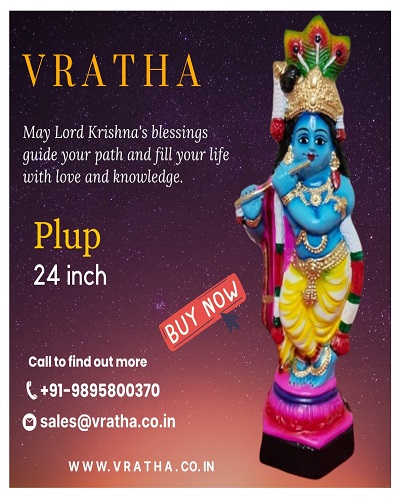 VRATHA
May Lord Krishna's blessings
guide your path and fill your life
with love and knowledge.
Plup
24 inch
BUY NOW
Call to find out more
+91-9895800370
sales@vratha.co.in
WWW.VRATHA.CO.IN